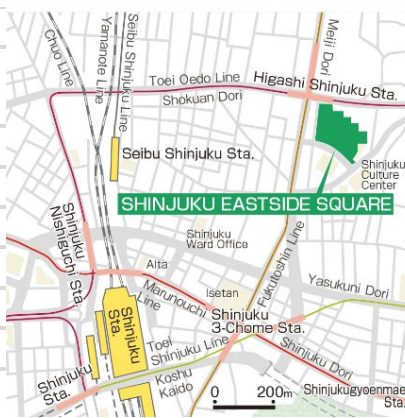 Meiji Dori
Chuo Line
Yamanote Line
Seibu Shinjuku Line
Toei Oedo Line
Shokuan Dori
Higashi Shinjuku Sta.
Seibu Shinjuku Sta.
Shinjuku
Culture
Center
SHINJUKU EASTSIDE SQUARE
Shinjuku
Nishiguchi Sta.
Shinjuku
Ward Office
Fukutoshin Line
Alta
Isetan
Yasukuni Dori
Marunouchi
Line
Shinjuku
Sta.
Shinjuku
3-Chome Sta.
Toei
Shinjuku Line
Shinjuku Dori
Shinjuku
Sta.
Koshu
Kaido
0 200m
Shinjukugyoenmae
Sta.